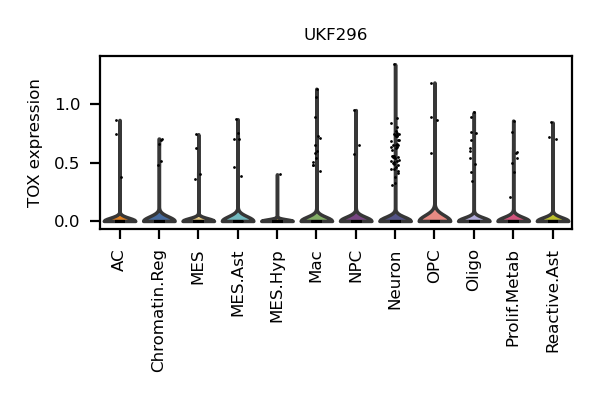 UKF296
TOX expression
1.0
0.5
0.0
AC
Chromatin.Reg
MES
MES.Ast
MES.Hyp
Mac
NPC
Neuron
OPC
Oligo
Prolif.Metab
Reactive.Ast